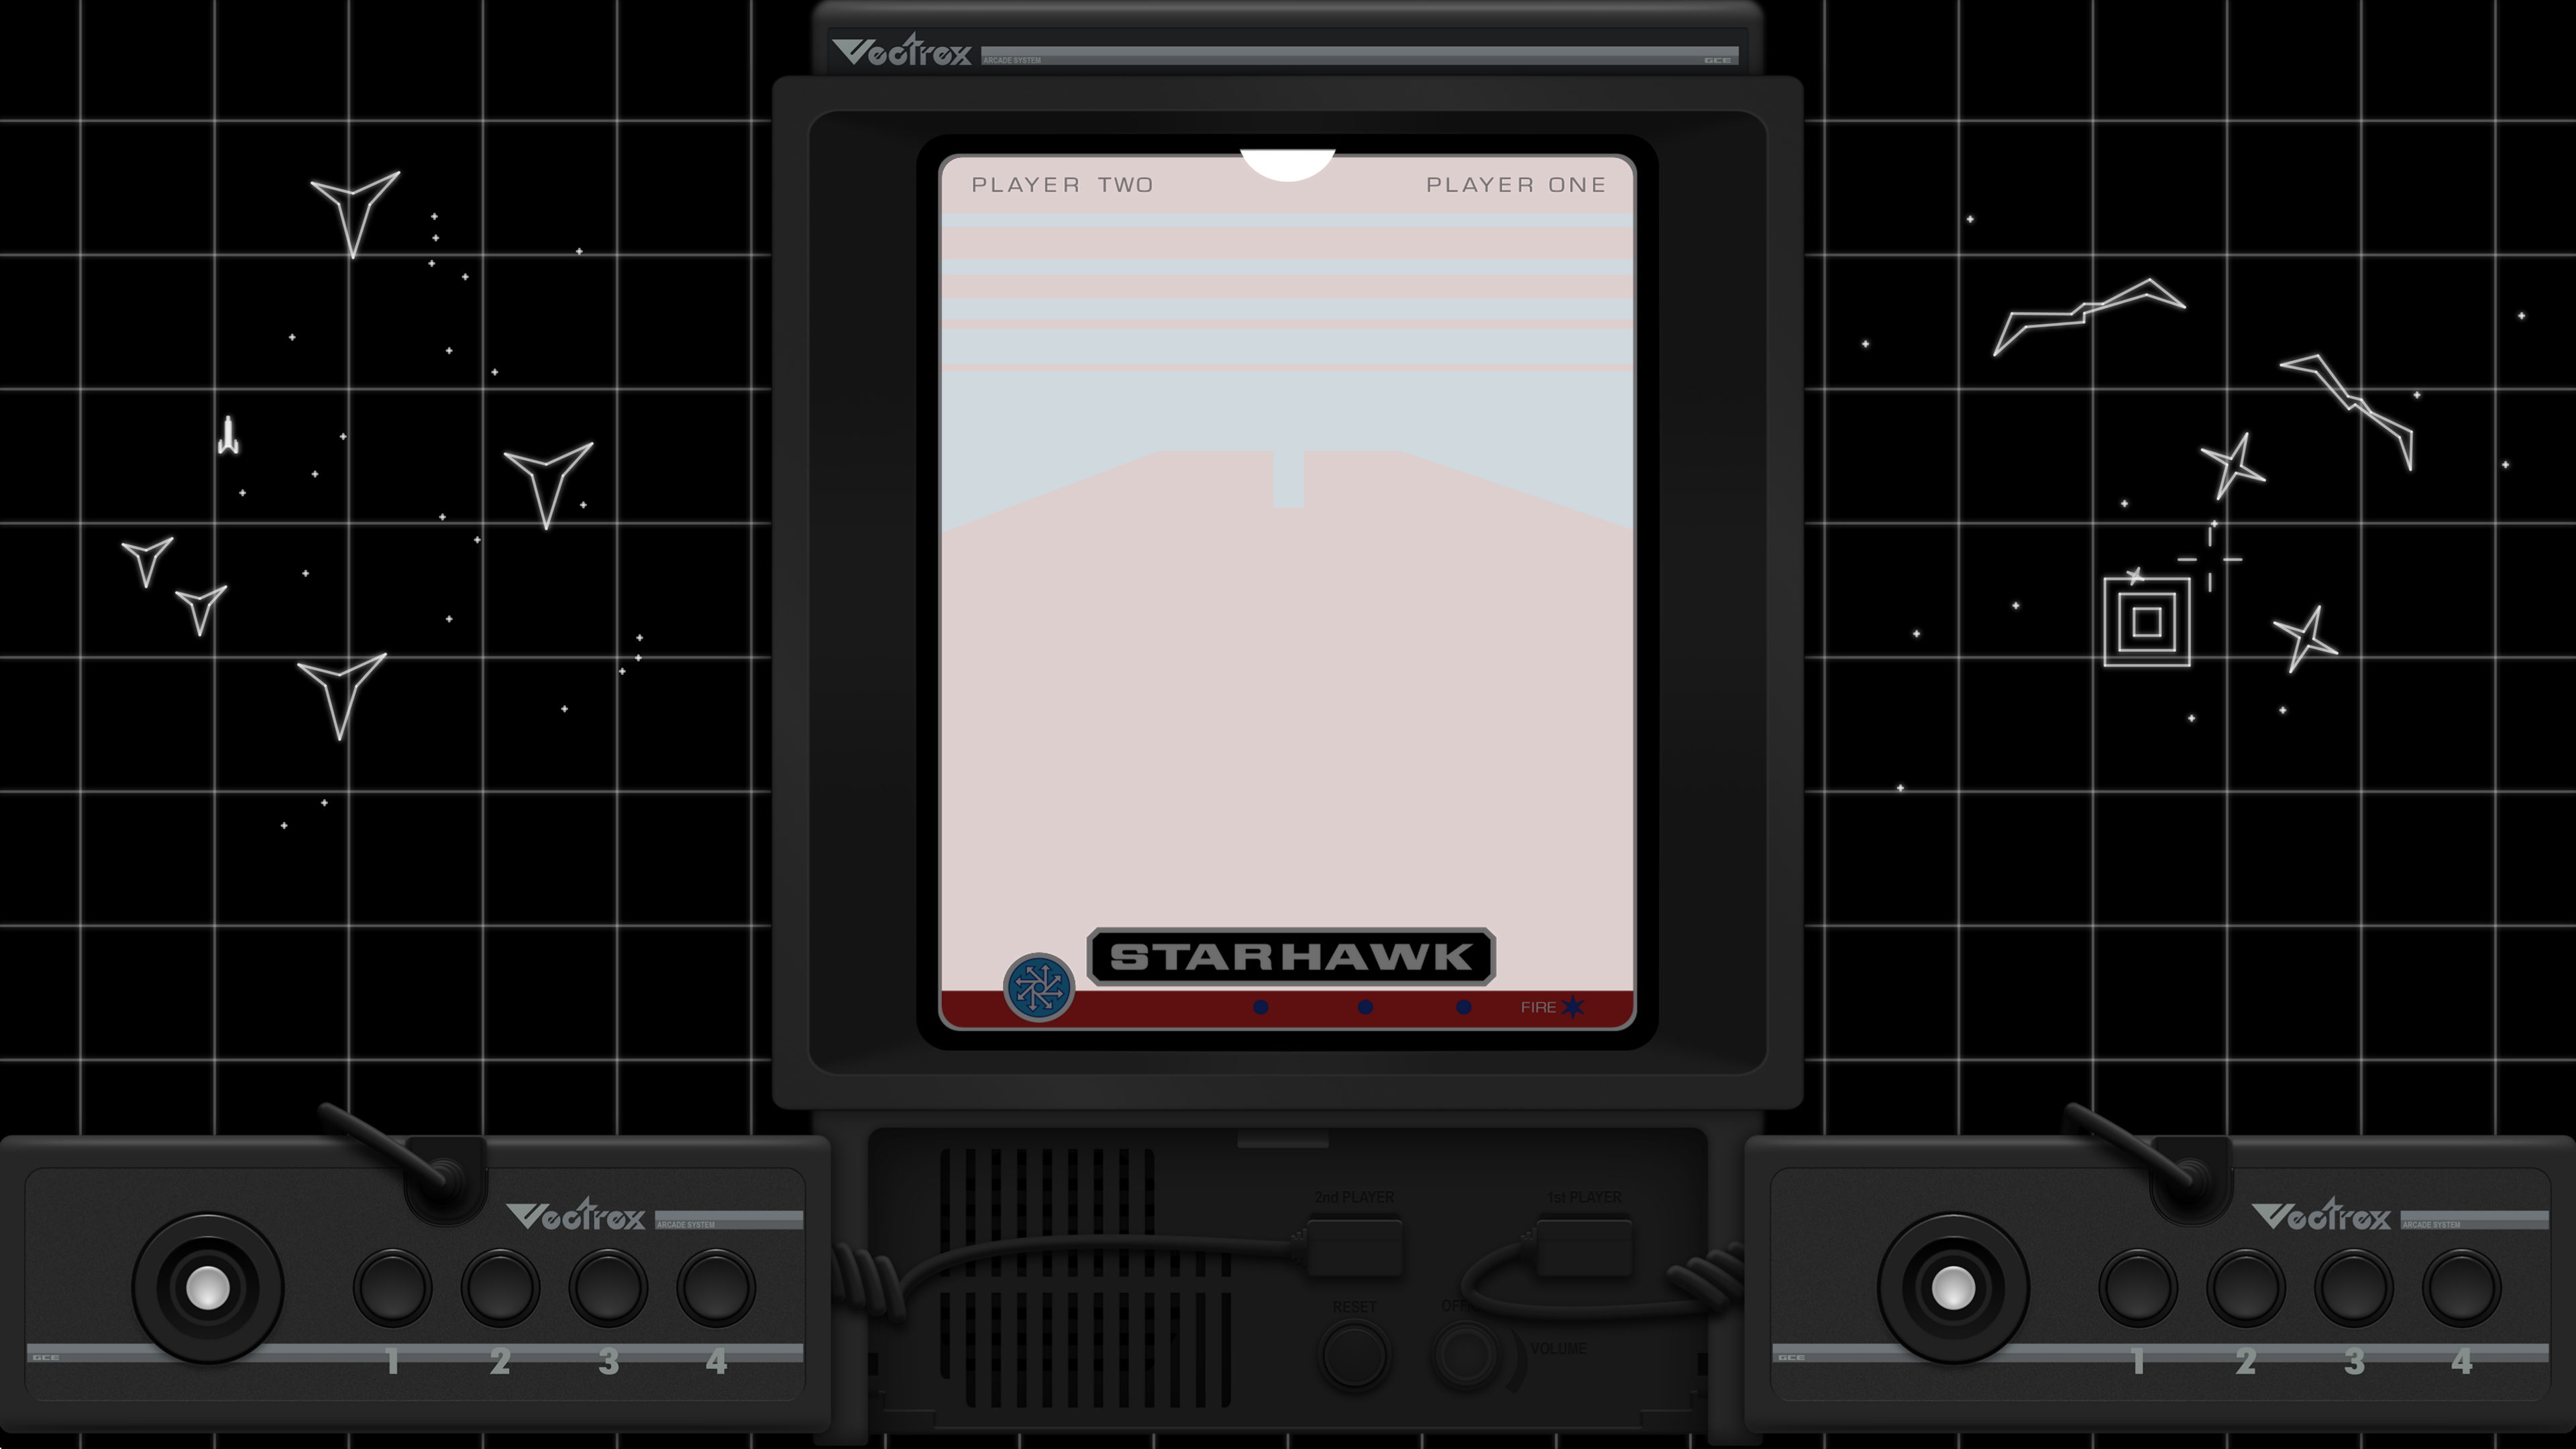 Vectrex ARCADE SYSTEM GCE
PLAYER TWO PLAYER ONE
STARHAWK
FIRE
2nd PLAYER 1st PLAYER
Vectrex ARCADE SYSTEM
RESET
VOLUME
GCE
1 2 3 4
Vectrex ARCADE SYSTEM
GCE
1 2 3 4